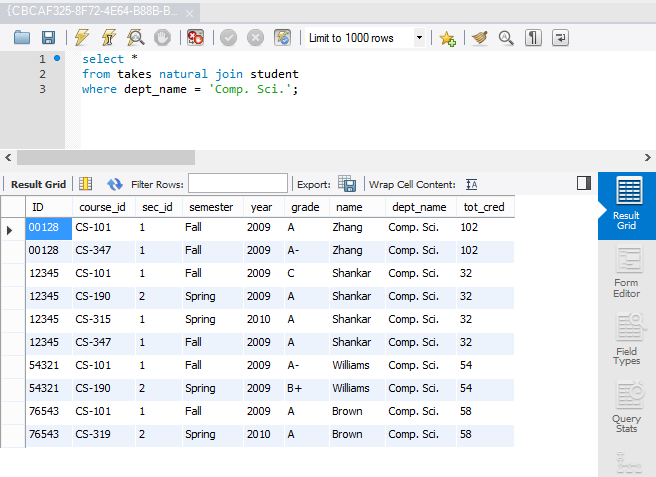 {CBCAF325-8F72-4E64-B88B-B...
Limit to 1000 rows
1 select *
2 from takes natural join student
3 where dept_name = 'Comp. Sci.';
Result Grid Filter Rows: Export: Wrap Cell Content:
ID course_id sec_id semester year grade name dept_name tot_cred
00128 CS-101 1 Fall 2009 A Zhang Comp. Sci. 102
00128 CS-347 1 Fall 2009 A- Zhang Comp. Sci. 102
12345 CS-101 1 Fall 2009 C Shankar Comp. Sci. 32
12345 CS-190 2 Spring 2009 A Shankar Comp. Sci. 32
12345 CS-315 1 Spring 2010 A Shankar Comp. Sci. 32
12345 CS-347 1 Fall 2009 A Shankar Comp. Sci. 32
54321 CS-101 1 Fall 2009 A- Williams Comp. Sci. 54
54321 CS-190 2 Spring 2009 B+ Williams Comp. Sci. 54
76543 CS-101 1 Fall 2009 A Brown Comp. Sci. 58
76543 CS-319 2 Spring 2010 A Brown Comp. Sci. 58
Result
Grid
Form
Editor
Field
Types
Query
Stats